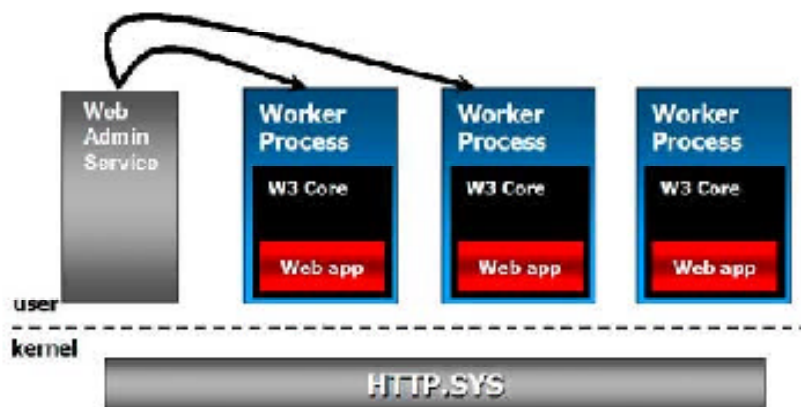 Web
Admin
Service
Worker
Process
W3 Core
Web app
Worker
Process
W3 Core
Web app
Worker
Process
W3 Core
Web app
user
kernel
HTTP.SYS